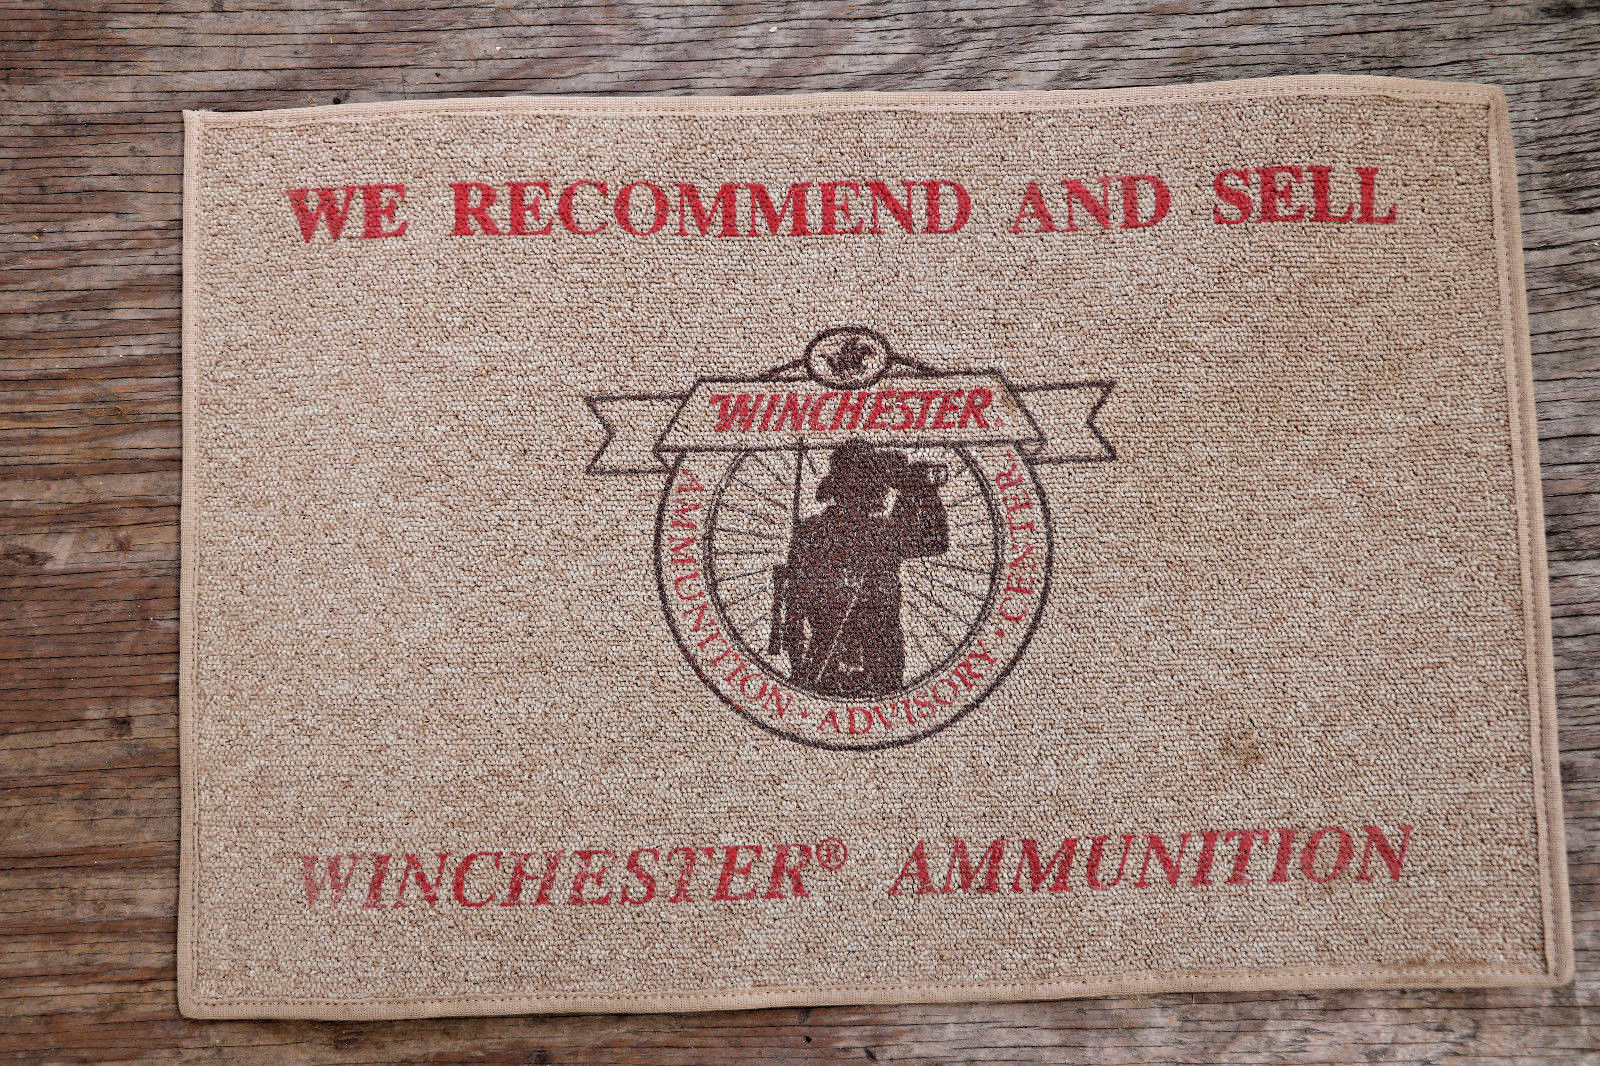 WE RECOMMEND AND SELL
WINCHESTER®
AMMUNITION • ADVISORY • CENTER
WINCHESTER® AMMUNITION